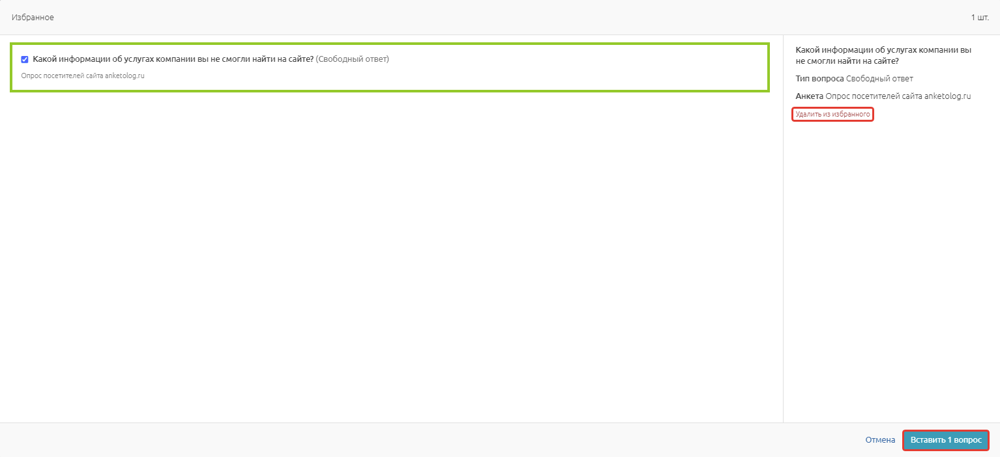 Избранное
1 шт.
Какой информации об услугах компании вы не смогли найти на сайте? (Свободный ответ)
Опрос посетителей сайта anketolog.ru
Какой информации об услугах компании вы
не смогли найти на сайте?
Тип вопроса Свободный ответ
Анкета Опрос посетителей сайта anketolog.ru
Удалить из избранного
Отмена
Вставить 1 вопрос